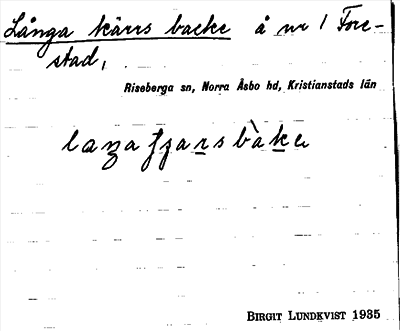 Långa kärrs backe å nr 1 Fore-
stad,
Riseberga sn, Norra Åsbo hd, Kristianstads län
BIRGIT LUNDKVIST 1935